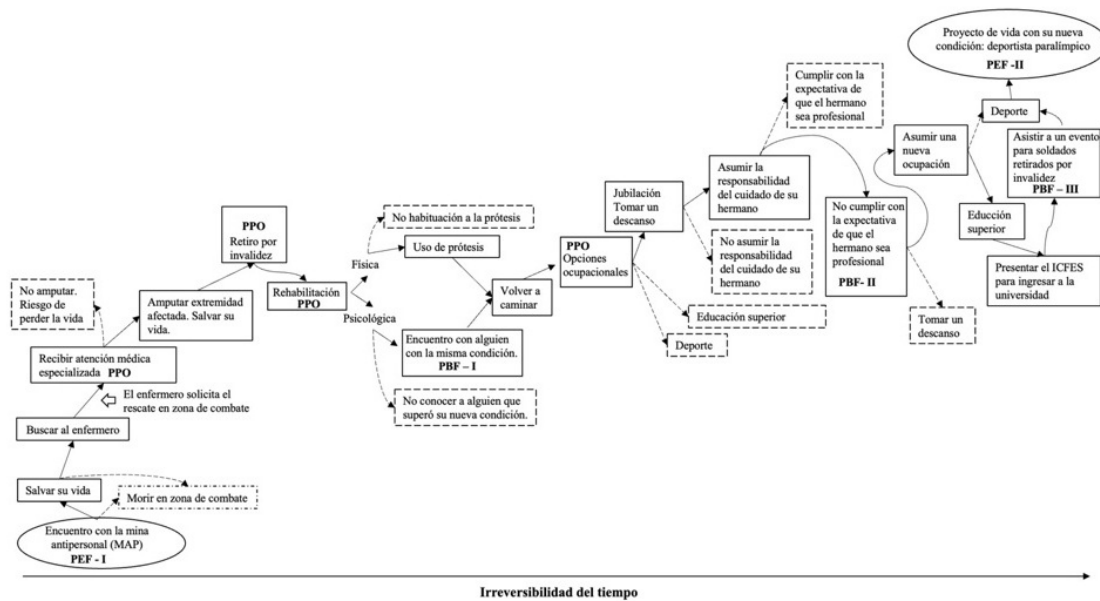 Proyecto de vida con su nueva
condición: deportista paralímpico
PEF -II
Cumplir con la
expectativa de
que el hermano
sea profesional
Deporte
Asumir una
nueva
ocupación
Asistir a un evento
para soldados
retirados por
invalidez
PBF – III
Asumir la
responsabilidad
del cuidado de su
hermano
Jubilación
Tomar un
descanso
No cumplir con la
expectativa de
que el hermano
sea profesional
PBF- II
Educción
superior
PPO
Retiro por
invalidez
No habituación a la prótesis
Uso de prótesis
Física
PPO
Opciones
ocupacionales
No asumir la
responsabilidad
del cuidado de su
hermano
Presentar el ICFES
para ingresar a la
universidad
No amputar.
Riesgo de
perder la vida
Amputar extremidad
afectada. Salvar su
vida.
Rehabilitación
PPO
Psicológica
Volver a
caminar
Educación superior
Tomar un
descanso
Encuentro con alguien
con la misma condición.
PBF – I
Deporte
Recibir atención médica
especializada PPO
No conocer a alguien que
superó su nueva condición.
El enfermero solicita el
rescate en zona de combate
Buscar al enfermero
Salvar su vida
Morir en zona de combate
Encuentro con la mina
antipersonal (MAP)
PEF - I
Irreversibilidad del tiempo